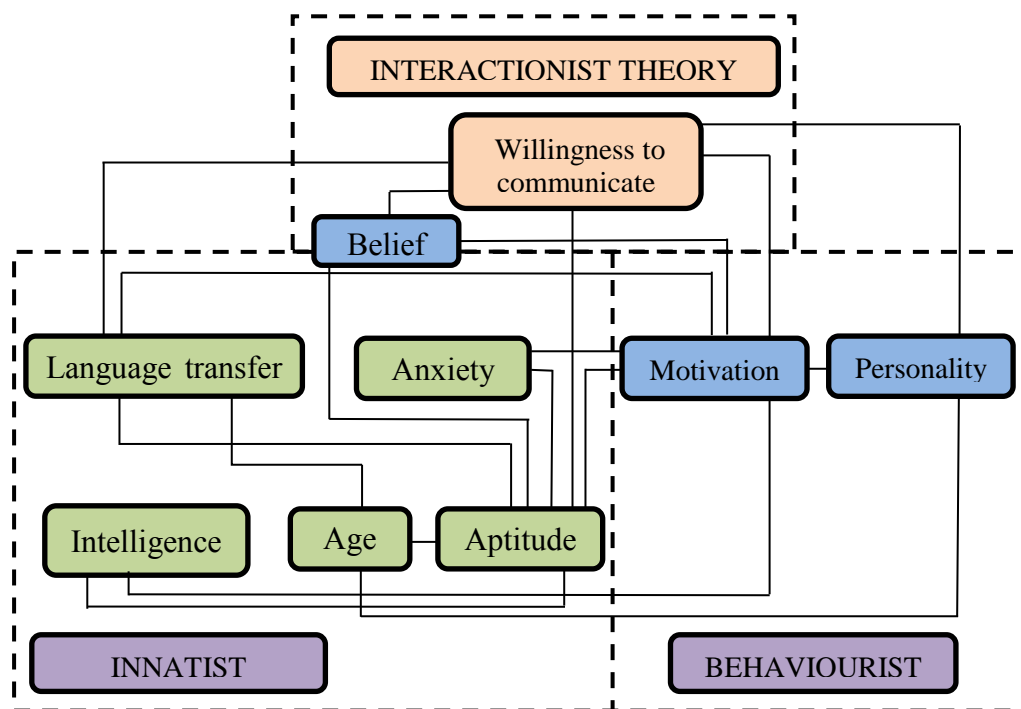 INTERACTIONIST THEORY
Willingness to
communicate
Belief
Language transfer
Anxiety
Motivation
Personality
Intelligence
Age
Aptitude
INNATIST
BEHAVIOURIST